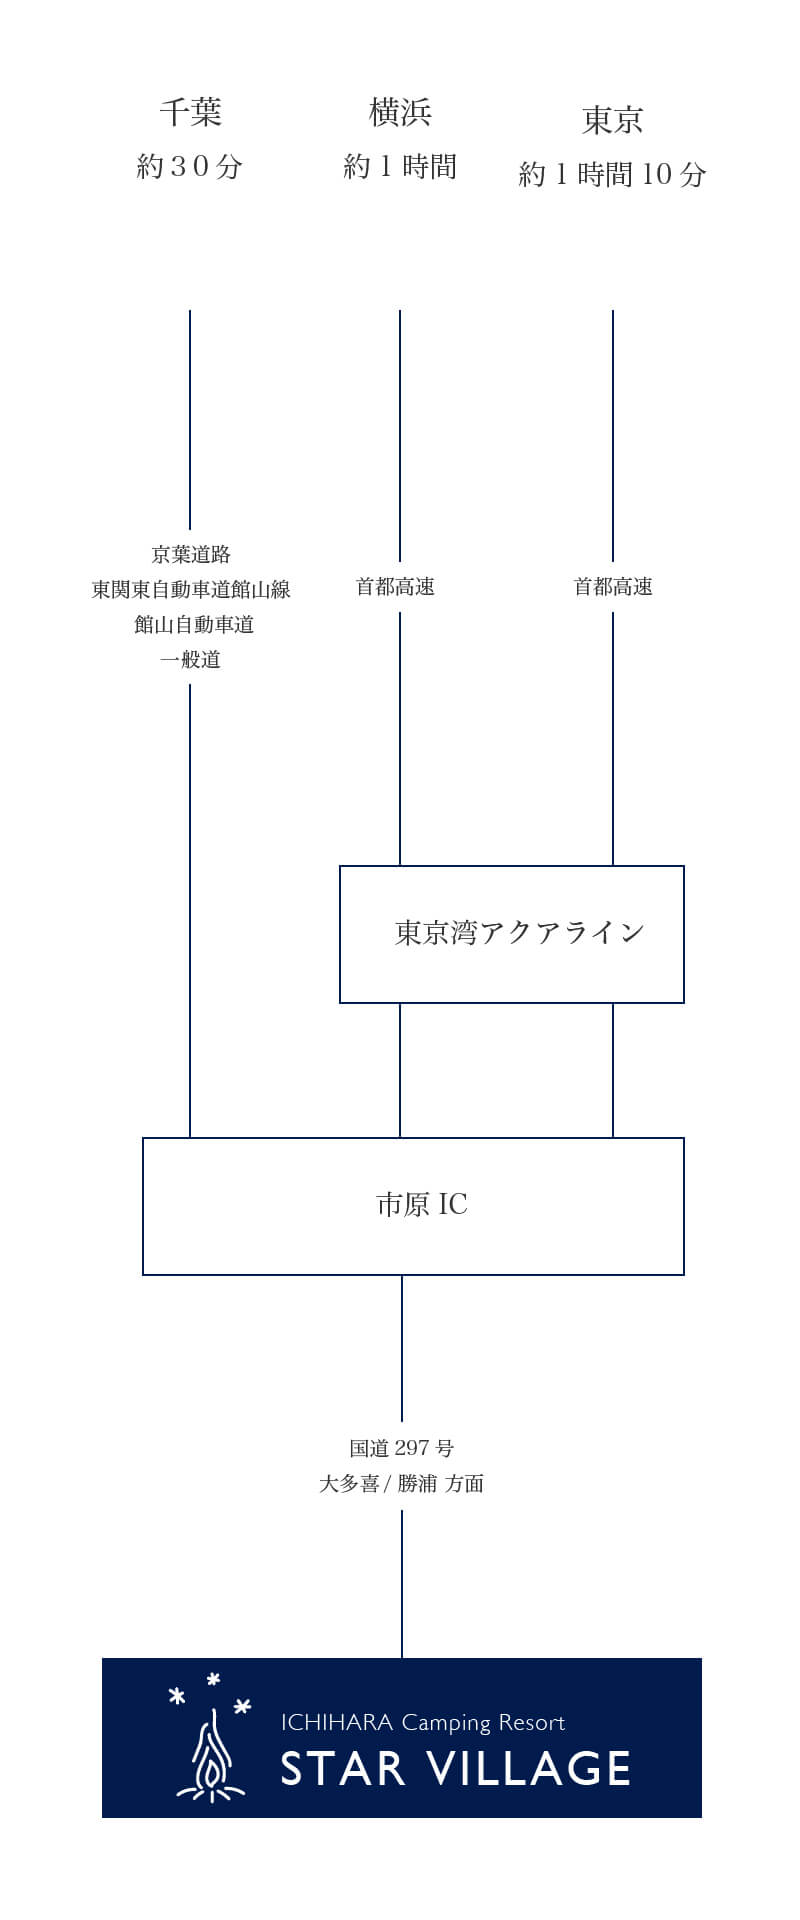 千葉
約３０分
横浜
約１時間
東京
約１時間10分
京葉道路
東関東自動車道館山線
館山自動車道
一般道
首都高速
首都高速
東京湾アクアライン
市原 IC
国道 297 号
大多喜 / 勝浦 方面
ICHIHARA Camping Resort
STAR VILLAGE